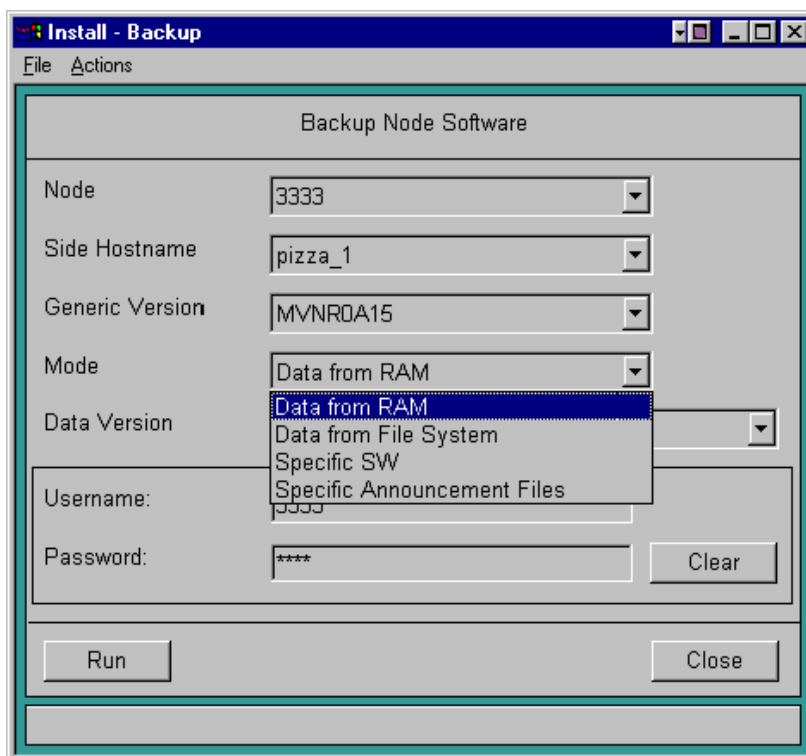 Install - Backup
File Actions
Backup Node Software
Node
3333
Side Hostname
pizza_1
Generic Version
MVNR0A15
Mode
Data from RAM
Data from RAM
Data from File System
Specific SW
Specific Announcement Files
Data Version
Username:
3333
Password:
****
Clear
Run
Close